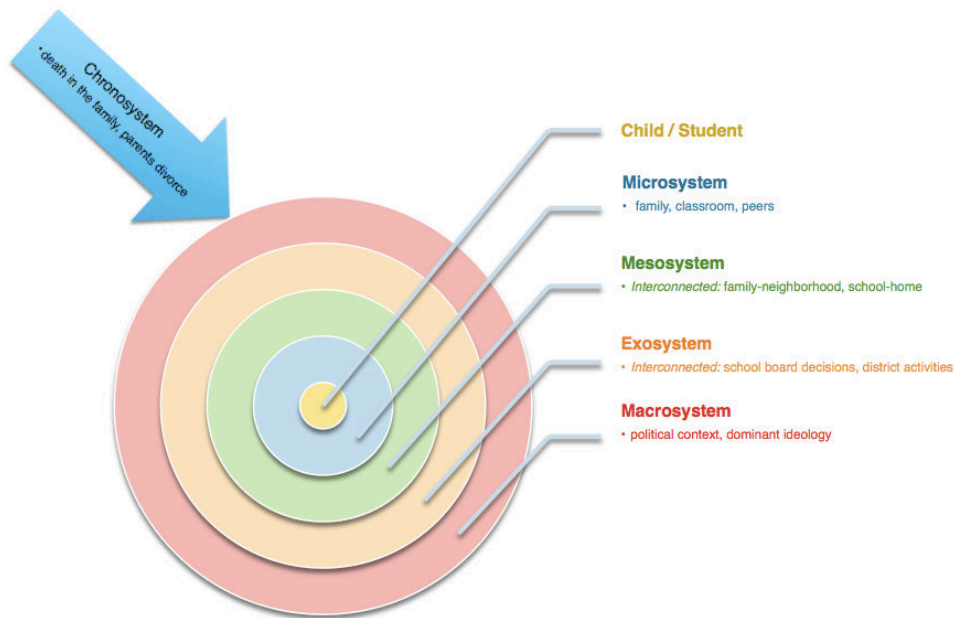 Chronosystem
• death in the family, parents divorce
Child / Student
Microsystem
• family, classroom, peers
Mesosystem
• Interconnected: family-neighborhood, school-home
Exosystem
• Interconnected: school board decisions, district activities
Macrosystem
• political context, dominant ideology